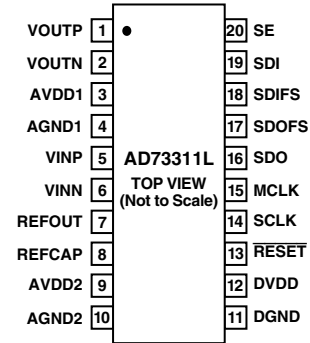 VOUTP 1
VOUTN 2
AVDD1 3
AGND1 4
VINP 5
VINN 6
REFOUT 7
REFCAP 8
AVDD2 9
AGND2 10
AD73311L
TOP VIEW
(Not to Scale)
20 SE
19 SDI
18 SDIFS
17 SDOFS
16 SDO
15 MCLK
14 SCLK
13 RESET
12 DVDD
11 DGND